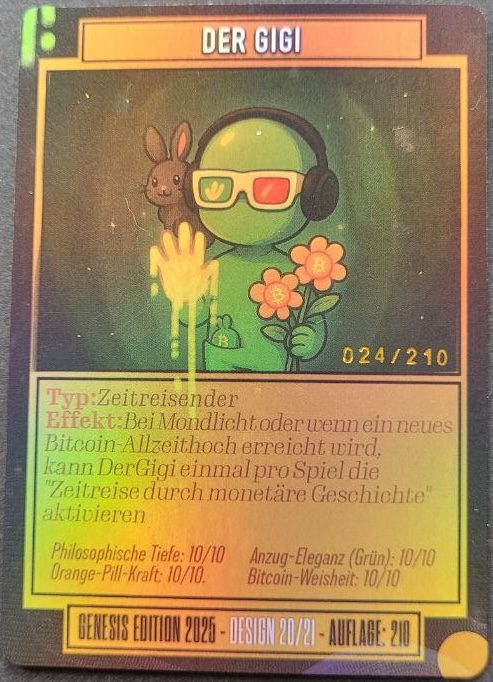 DER GIGI
024/210
Typ:Zeitreisender
Effekt:Bei Mondlicht oder wenn ein neues
Bitcoin-Allzeithoch erreicht wird,
kann DerGigi einmal pro Spiel die
"Zeitreise durch monetäre Geschichte"
aktivieren
Philosophische Tiefe: 10/10 Anzug-Eleganz (Grün): 10/10
Orange-Pill-Kraft: 10/10. Bitcoin-Weisheit: 10/10
GENESIS EDITION 2025 - DESIGN 20/21 - AUFLAGE: 210